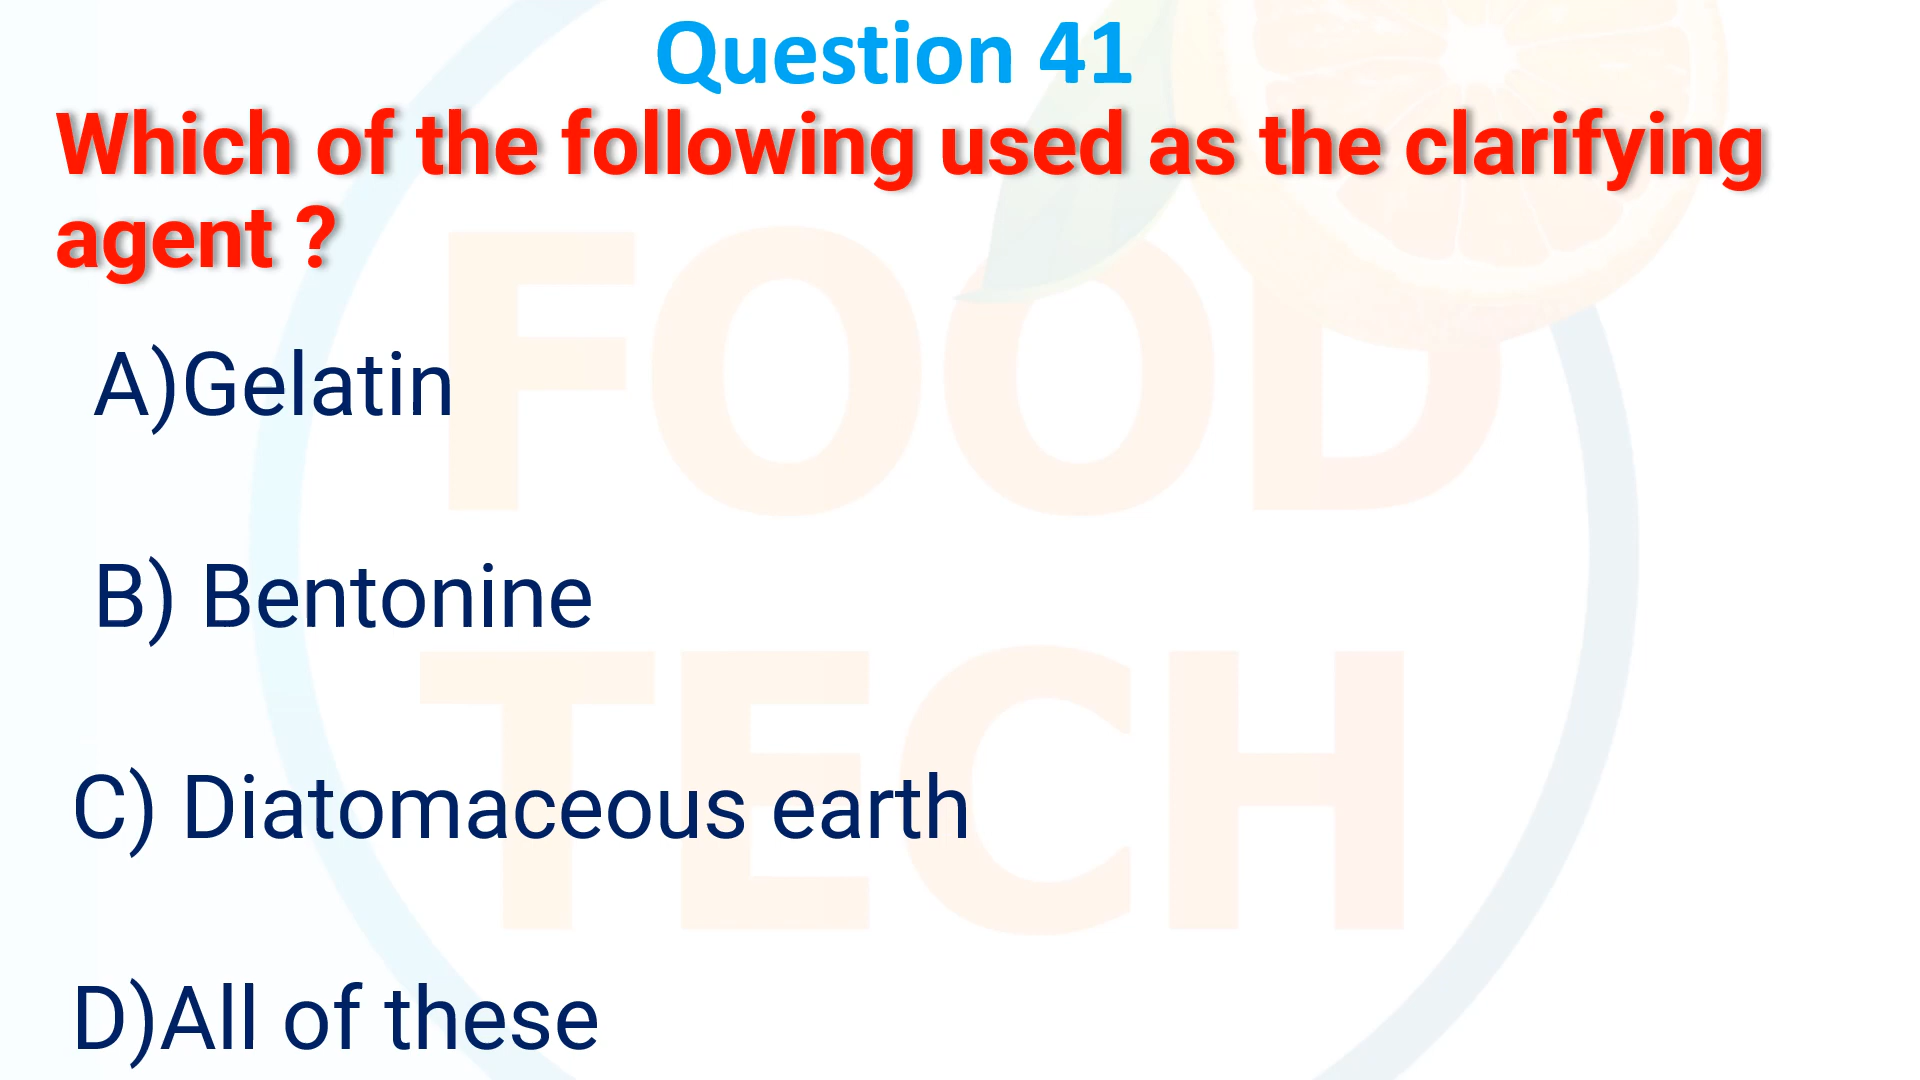 Question 41
Which of the following used as the clarifying
agent ?
A)Gelatin
FOOD
B) Bentonine
TECH
C) Diatomaceous earth
D)All of these